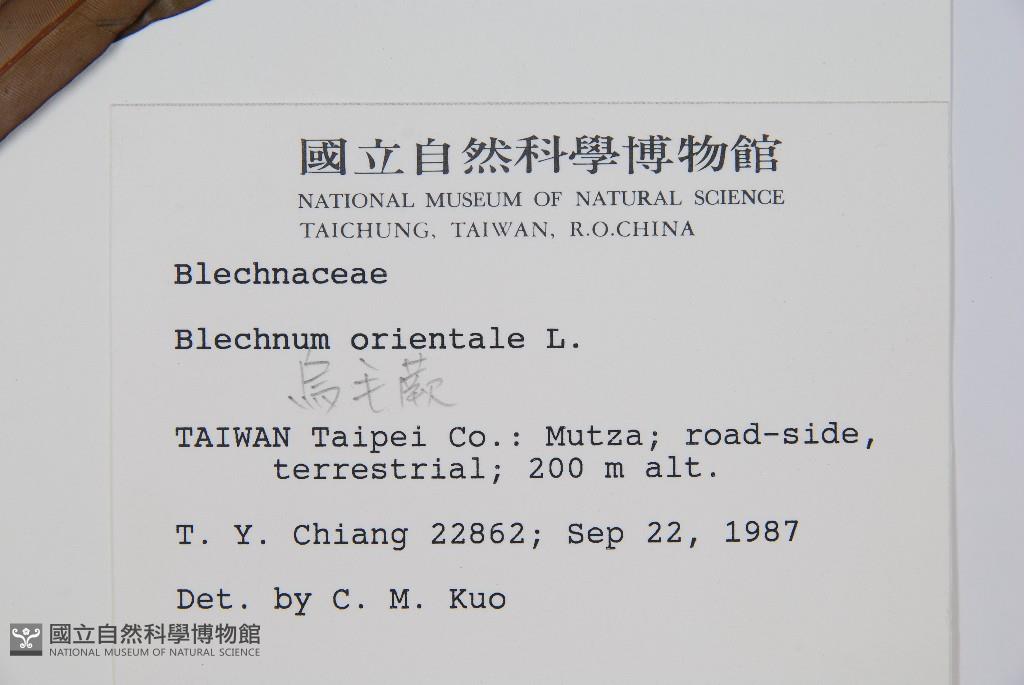 國立自然科學博物館
NATIONAL MUSEUM OF NATURAL SCIENCE
TAICHUNG, TAIWAN, R.O.CHINA
Blechnaceae
Blechnum orientale L.
烏毛蕨
TAIWAN Taipei Co.: Mutza; road-side,
terrestrial; 200 m alt.
T. Y. Chiang 22862; Sep 22, 1987
Det. by C. M. Kuo
國立自然科學博物館
NATIONAL MUSEUM OF NATURAL SCIENCE